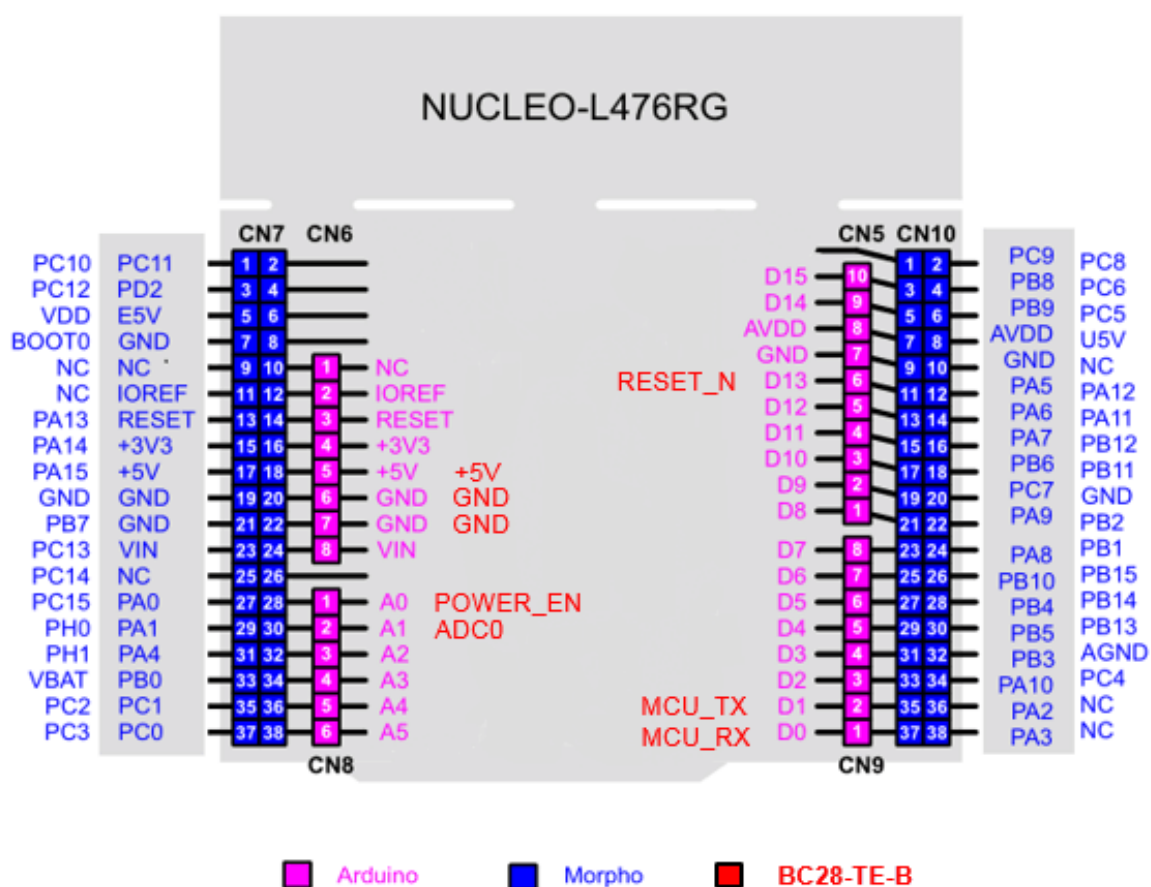 NUCLEO-L476RG
CN7 CN6 CN5 CN10
PC10 PC11 1 2 1 2 PC9 PC8
PC12 PD2 3 4 D15 10 3 4 PB8 PC6
VDD E5V 5 6 D14 9 5 6 PB9 PC5
BOOT0 GND 7 8 AVDD 8 7 8 AVDD U5V
NC NC 9 10 1 NC GND 7 9 10 GND NC
NC IOREF 11 12 2 IOREF RESET_N D13 6 11 12 PA5 PA12
PA13 RESET 13 14 3 RESET D12 5 13 14 PA6 PA11
PA14 +3V3 15 16 4 +3V3 D11 4 15 16 PA7 PB12
PA15 +5V 17 18 5 +5V +5V D10 3 17 18 PB6 PB11
GND GND 19 20 6 GND GND D9 2 19 20 PC7 GND
PB7 GND 21 22 7 GND GND D8 1 21 22 PA9 PB2
PC13 VIN 23 24 8 VIN D7 8 23 24 PA8 PB1
PC14 NC 25 26 D6 7 25 26 PB10 PB15
PC15 PA0 27 28 1 A0 POWER_EN D5 6 27 28 PB4 PB14
PH0 PA1 29 30 2 A1 ADC0 D4 5 29 30 PB5 PB13
PH1 PA4 31 32 3 A2 D3 4 31 32 PB3 AGND
VBAT PB0 33 34 4 A3 D2 3 33 34 PA10 PC4
PC2 PC1 35 36 5 A4 MCU_TX D1 2 35 36 PA2 NC
PC3 PC0 37 38 6 A5 MCU_RX D0 1 37 38 PA3 NC
CN8 CN9
Arduino Morpho BC28-TE-B